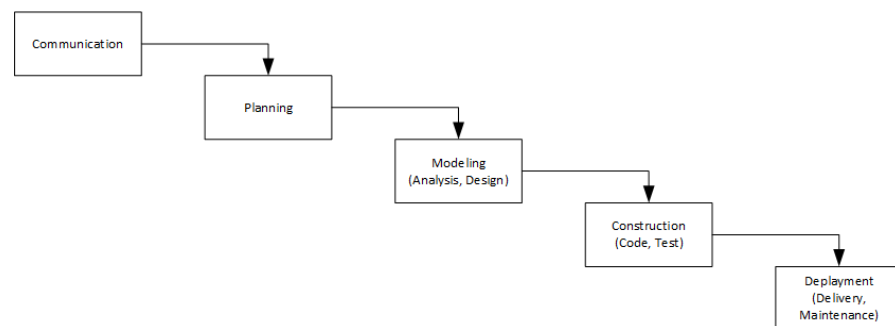 Communication
Planning
Modeling
(Analysis, Design)
Construction
(Code, Test)
Deplayment
(Delivery,
Maintenance)